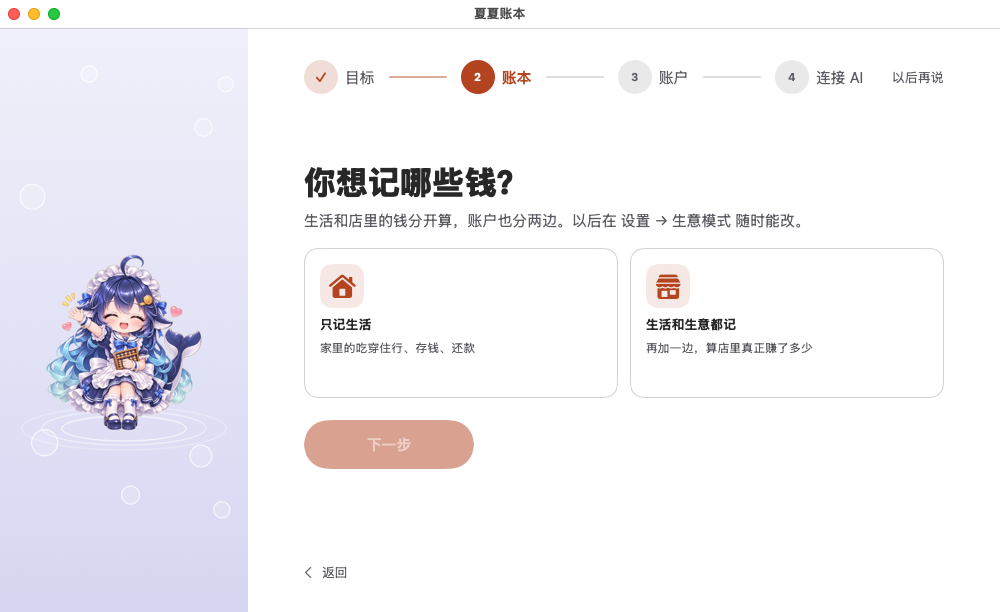 夏夏账本
目标
2 账本
3 账户
4 连接 AI
以后再说
你想记哪些钱?
生活和店里的钱分开算，账户也分两边。以后在 设置 → 生意模式 随时能改。
只记生活
家里的吃穿住行、存钱、还款
生活和生意都记
再加一边，算店里真正赚了多少
下一步
返回